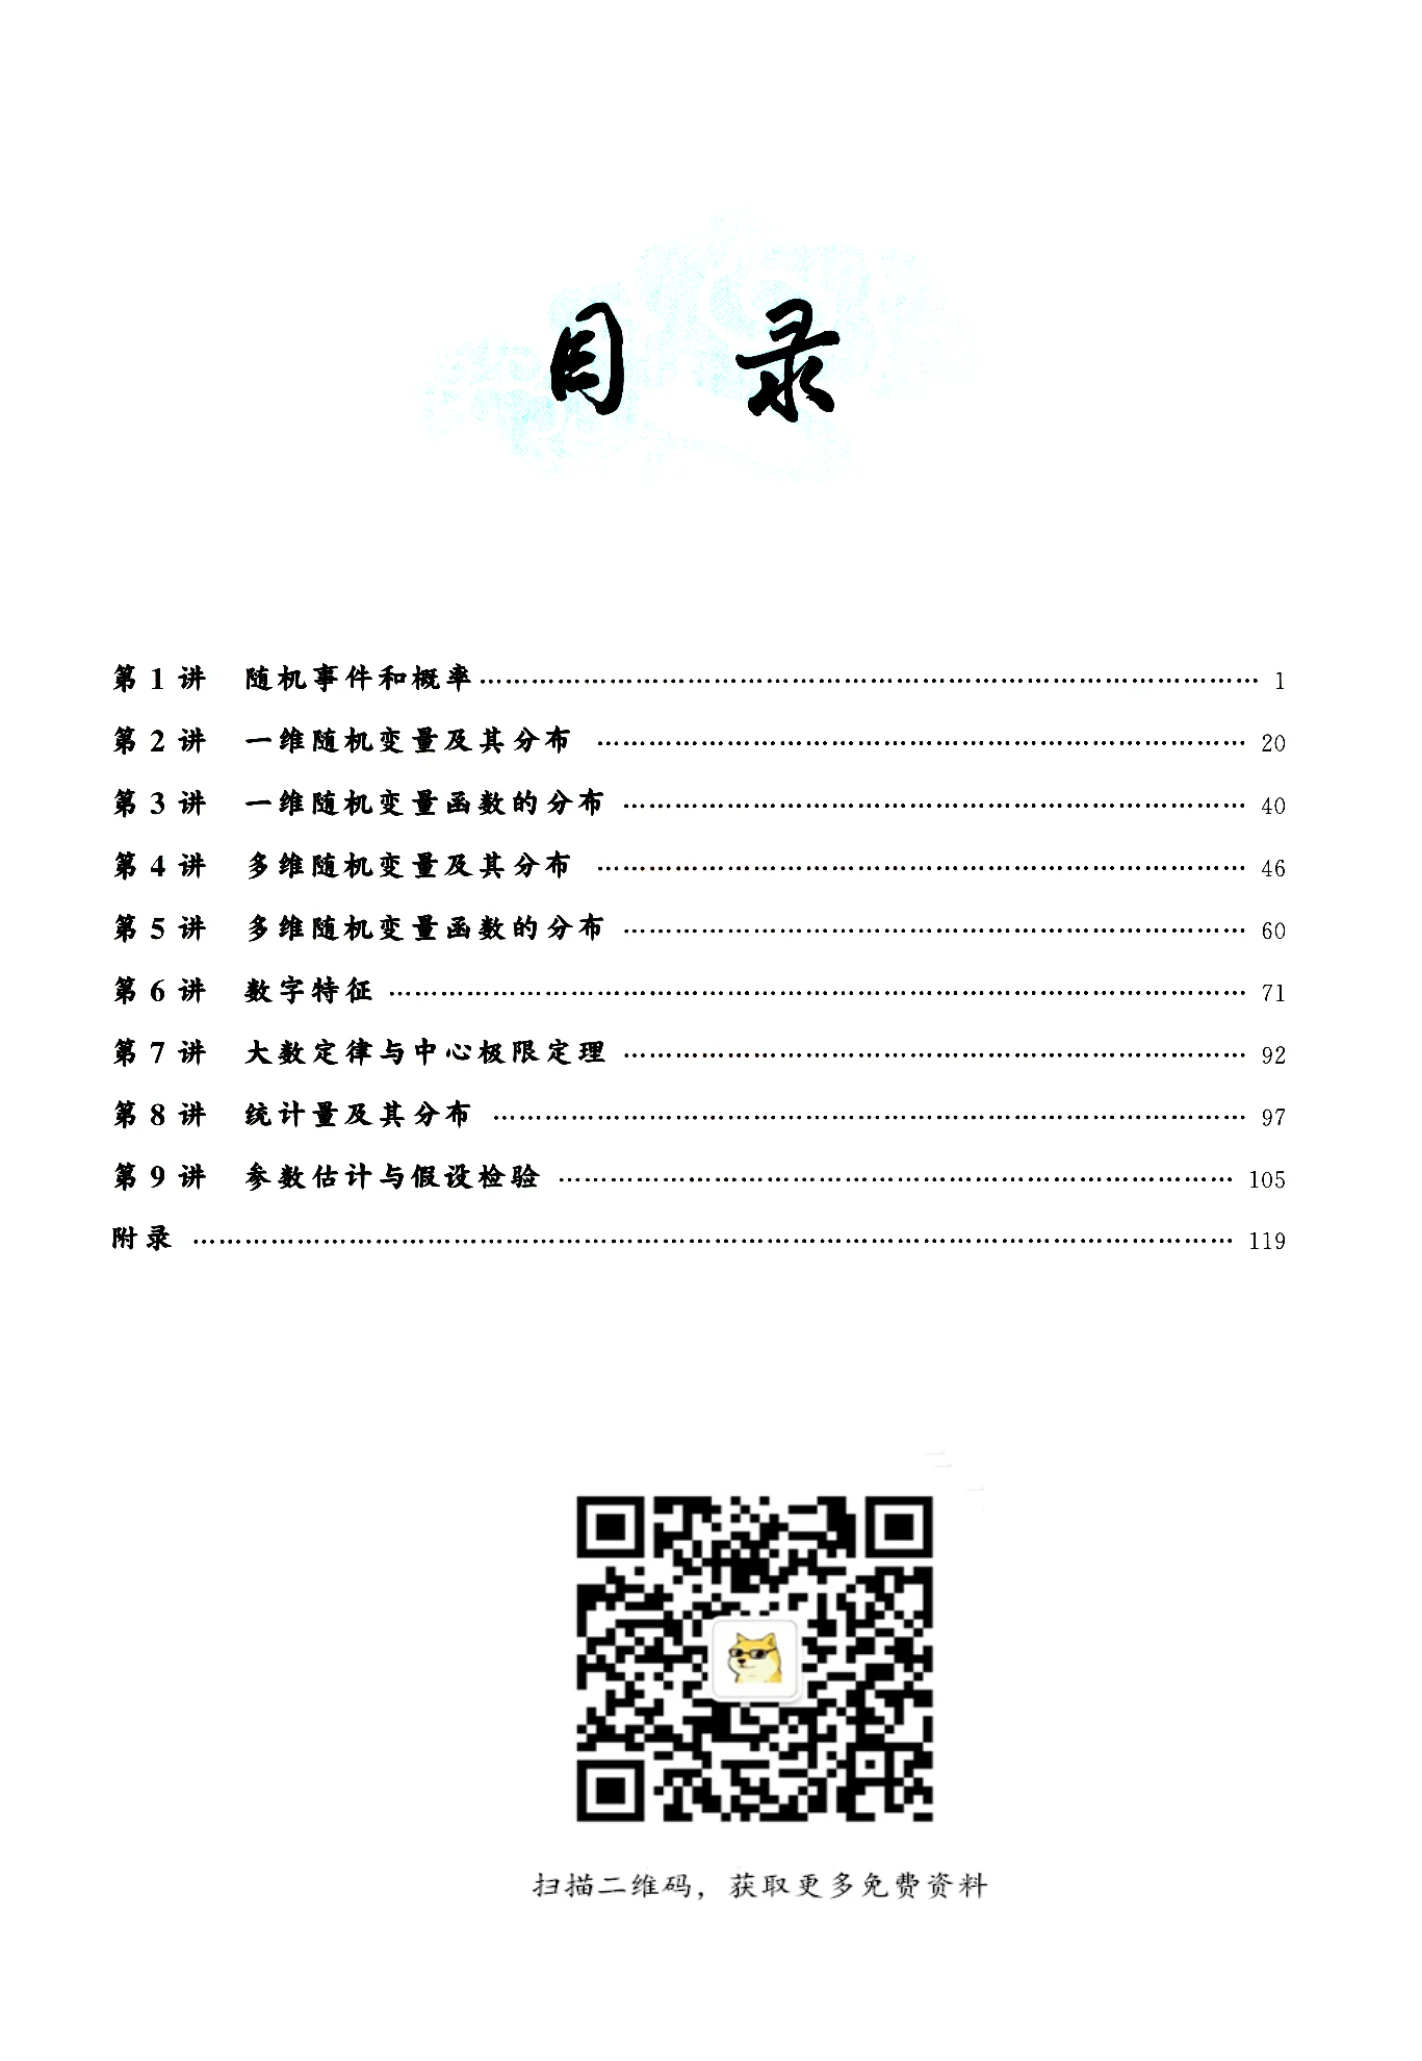 目 录
第 1 讲 随机事件和概率 …………………………………………………………………………… 1
第 2 讲 一维随机变量及其分布 ……………………………………………………………… 20
第 3 讲 一维随机变量函数的分布 …………………………………………………………… 40
第 4 讲 多维随机变量及其分布 ……………………………………………………………… 46
第 5 讲 多维随机变量函数的分布 …………………………………………………………… 60
第 6 讲 数字特征 ……………………………………………………………………………… 71
第 7 讲 大数定律与中心极限定理 …………………………………………………………… 92
第 8 讲 统计量及其分布 ………………………………………………………………………… 97
第 9 讲 参数估计与假设检验 ………………………………………………………………… 105
附录 …………………………………………………………………………………………………… 119
扫描二维码，获取更多免费资料